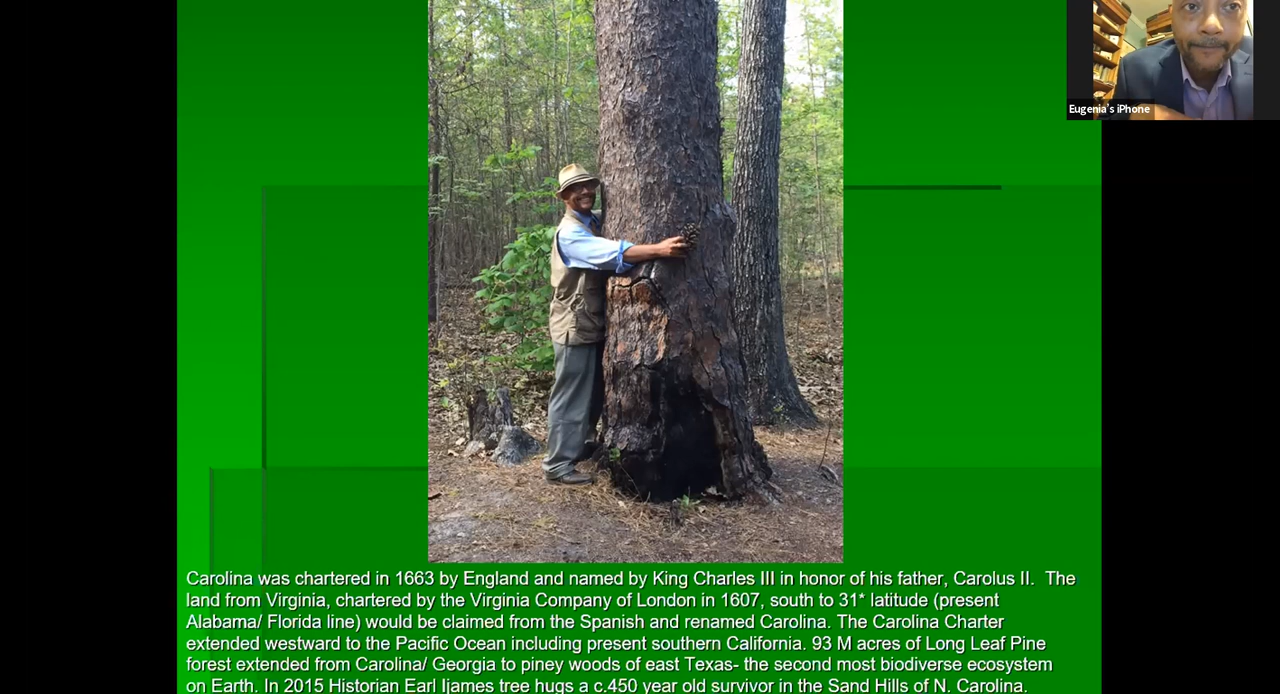 Eugenia's iPhone
Carolina was chartered in 1663 by England and named by King Charles III in honor of his father, Carolus II. The
land from Virginia, chartered by the Virginia Company of London in 1607, south to 31* latitude (present
Alabama/ Florida line) would be claimed from the Spanish and renamed Carolina. The Carolina Charter
extended westward to the Pacific Ocean including present southern California. 93 M acres of Long Leaf Pine
forest extended from Carolina/ Georgia to piney woods of east Texas- the second most biodiverse ecosystem
on Earth. In 2015 Historian Earl Ijames tree hugs a c.450 year old survivor in the Sand Hills of N. Carolina.